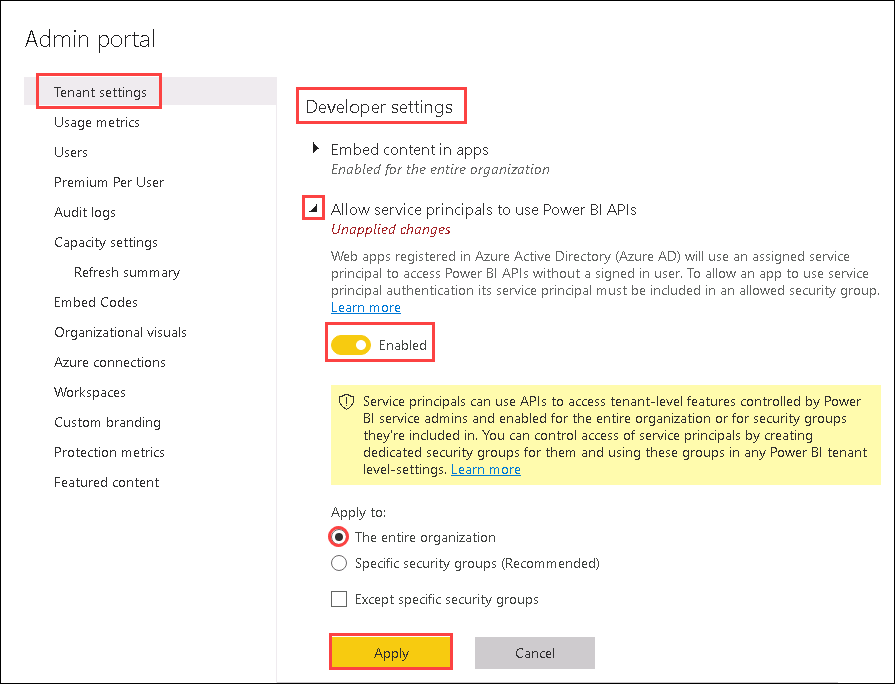 Admin portal
Tenant settings
Usage metrics
Users
Premium Per User
Audit logs
Capacity settings
Refresh summary
Embed Codes
Organizational visuals
Azure connections
Workspaces
Custom branding
Protection metrics
Featured content
Developer settings
Embed content in apps
Enabled for the entire organization
Allow service principals to use Power BI APIs
Unapplied changes
Web apps registered in Azure Active Directory (Azure AD) will use an assigned service
principal to access Power BI APIs without a signed in user. To allow an app to use service
principal authentication its service principal must be included in an allowed security group.
Learn more
Enabled
Service principals can use APIs to access tenant-level features controlled by Power
BI service admins and enabled for the entire organization or for security groups
they're included in. You can control access of service principals by creating
dedicated security groups for them and using these groups in any Power BI tenant
level-settings. Learn more
Apply to:
The entire organization
Specific security groups (Recommended)
Except specific security groups
Apply
Cancel